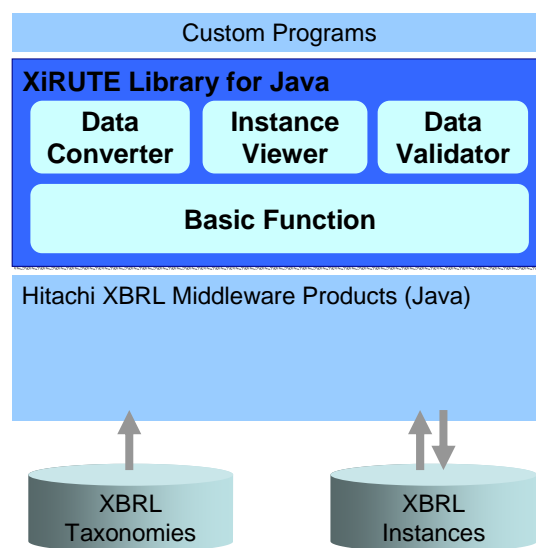 Custom Programs
XiRUTE Library for Java
Data
Converter
Instance
Viewer
Data
Validator
Basic Function
Hitachi XBRL Middleware Products (Java)
XBRL
Taxonomies
XBRL
Instances